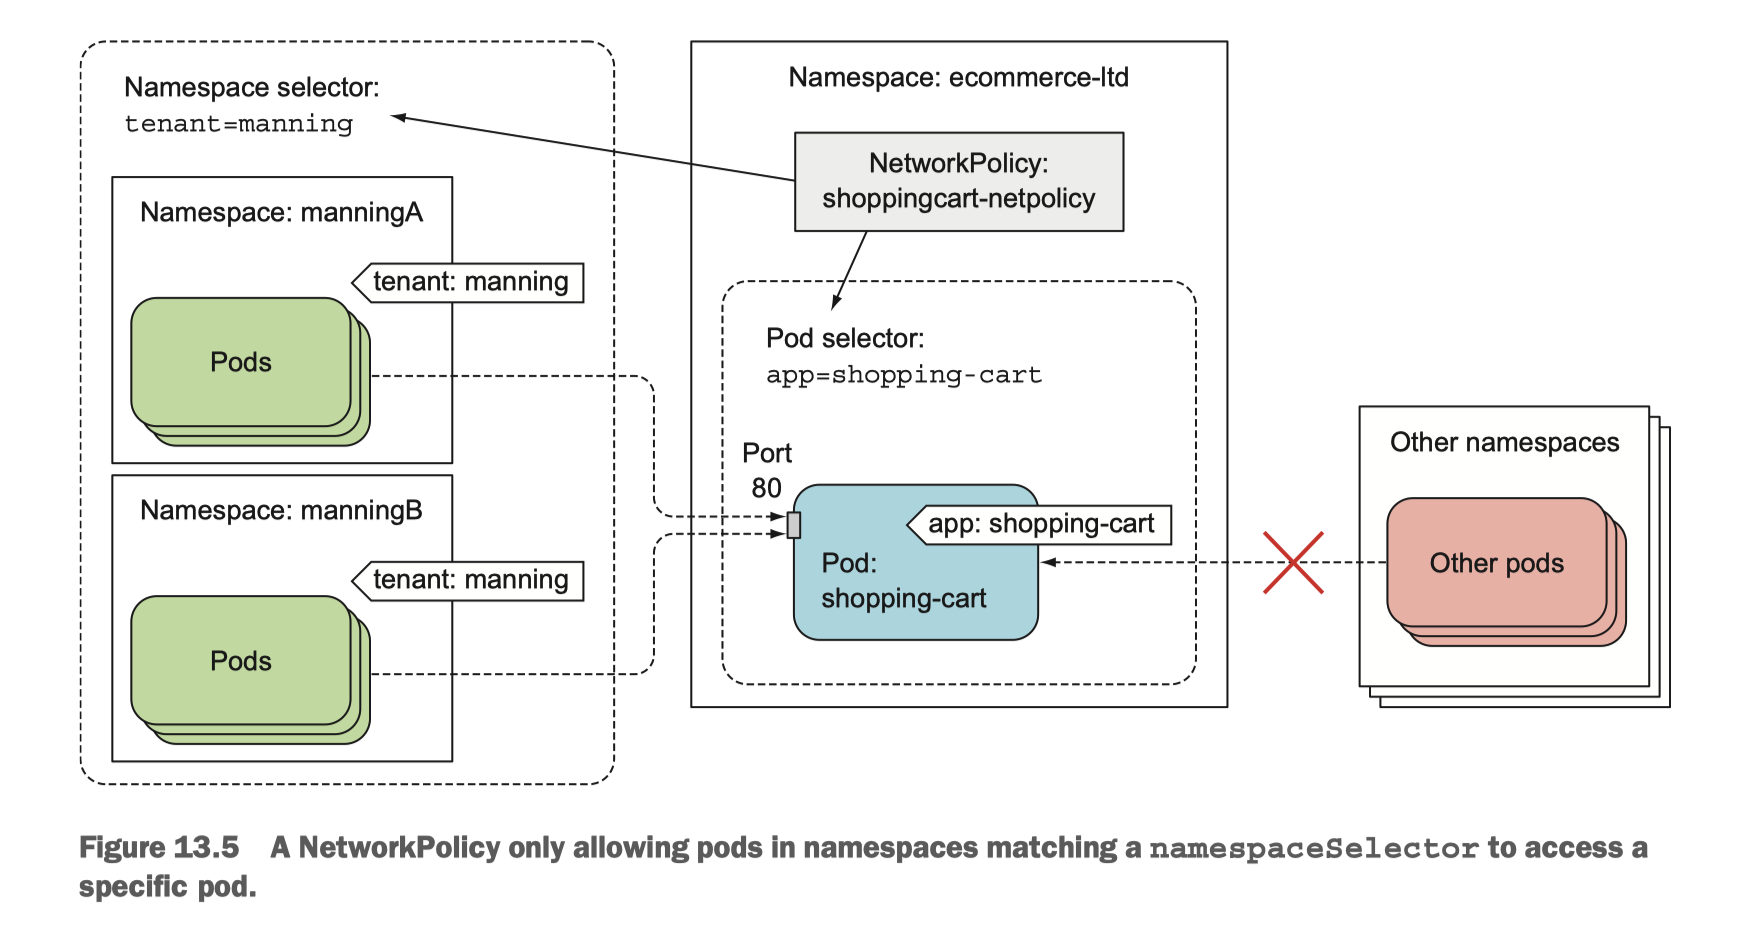 Namespace selector:
tenant=manning
Namespace: manningA
tenant: manning
Pods
Namespace: manningB
tenant: manning
Pods
Namespace: ecommerce-ltd
NetworkPolicy:
shoppingcart-netpolicy
Pod selector:
app=shopping-cart
Port
80
app: shopping-cart
Pod:
shopping-cart
Other namespaces
Other pods
Figure 13.5 A NetworkPolicy only allowing pods in namespaces matching a namespaceSelector to access a
specific pod.